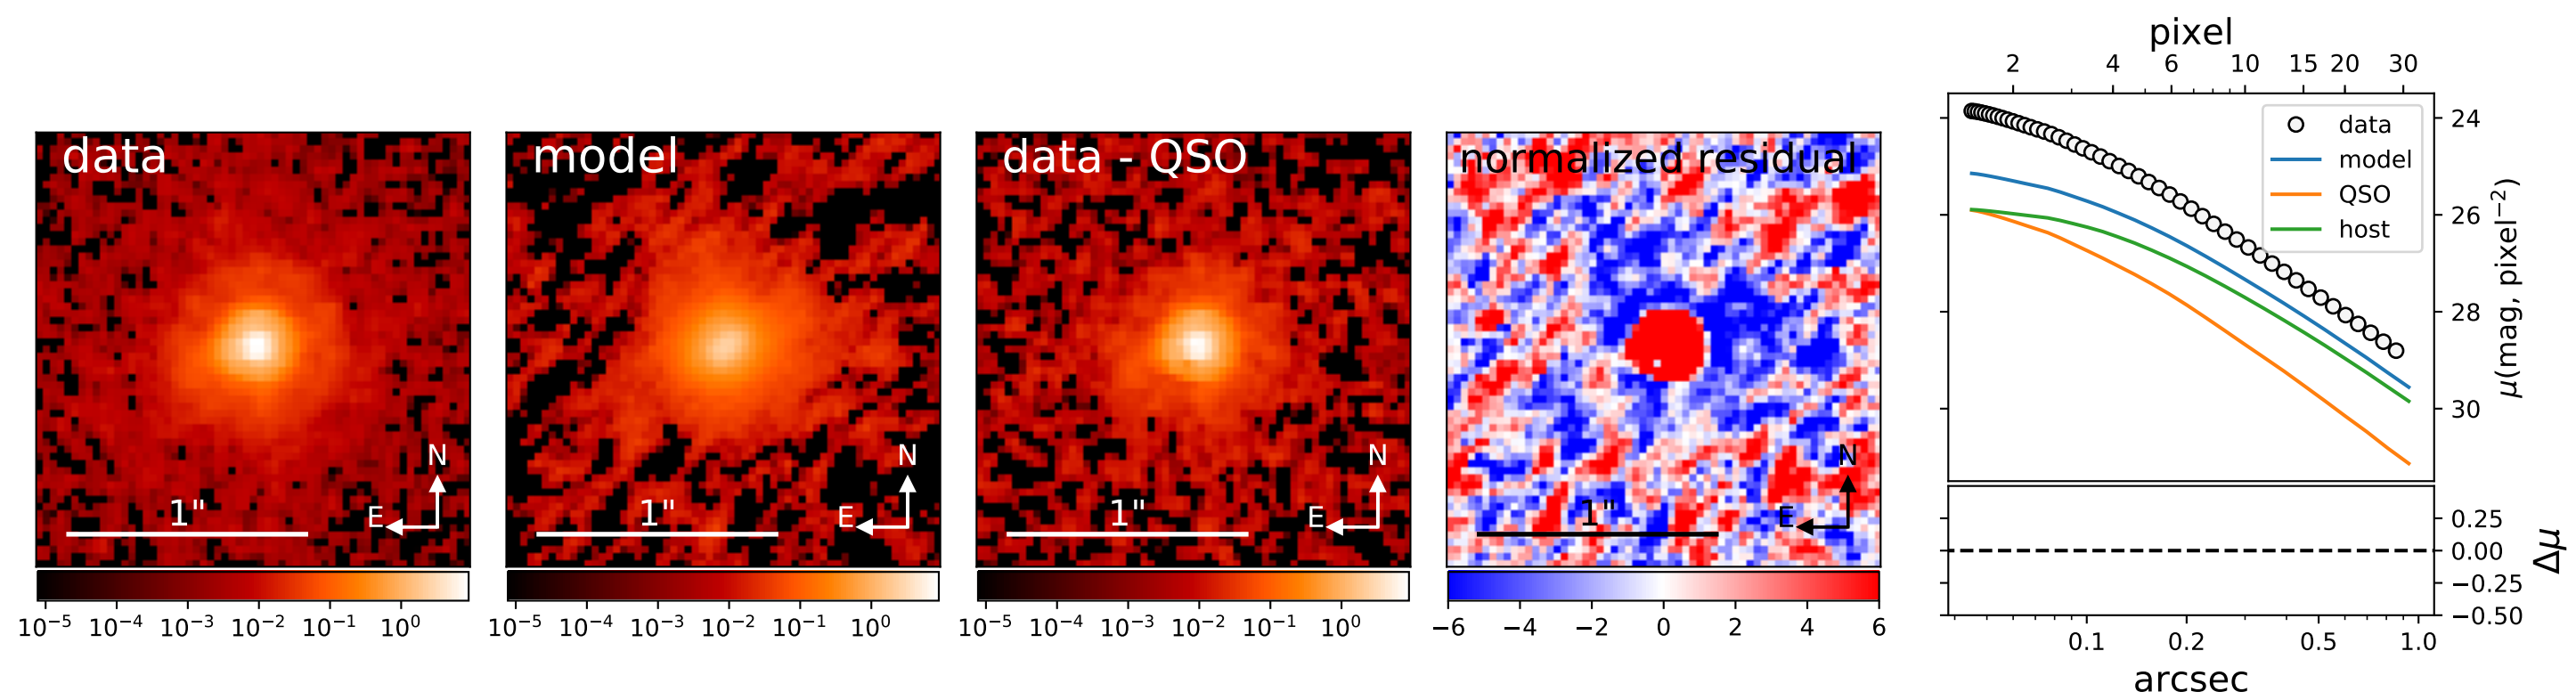 data
N
E
1"
10⁻⁵ 10⁻⁴ 10⁻³ 10⁻² 10⁻¹ 10⁰
model
N
E
1"
10⁻⁵ 10⁻⁴ 10⁻³ 10⁻² 10⁻¹ 10⁰
data - QSO
N
E
1"
10⁻⁵ 10⁻⁴ 10⁻³ 10⁻² 10⁻¹ 10⁰
normalized residual
N
E
1"
−6 −4 −2 0 2 4 6
pixel
2 4 6 10 15 20 30
data
model
QSO
host
24
26
28
30
μ(mag, pixel⁻²)
0.25
0.00
−0.25
−0.50
Δμ
0.1 0.2 0.5 1.0
arcsec